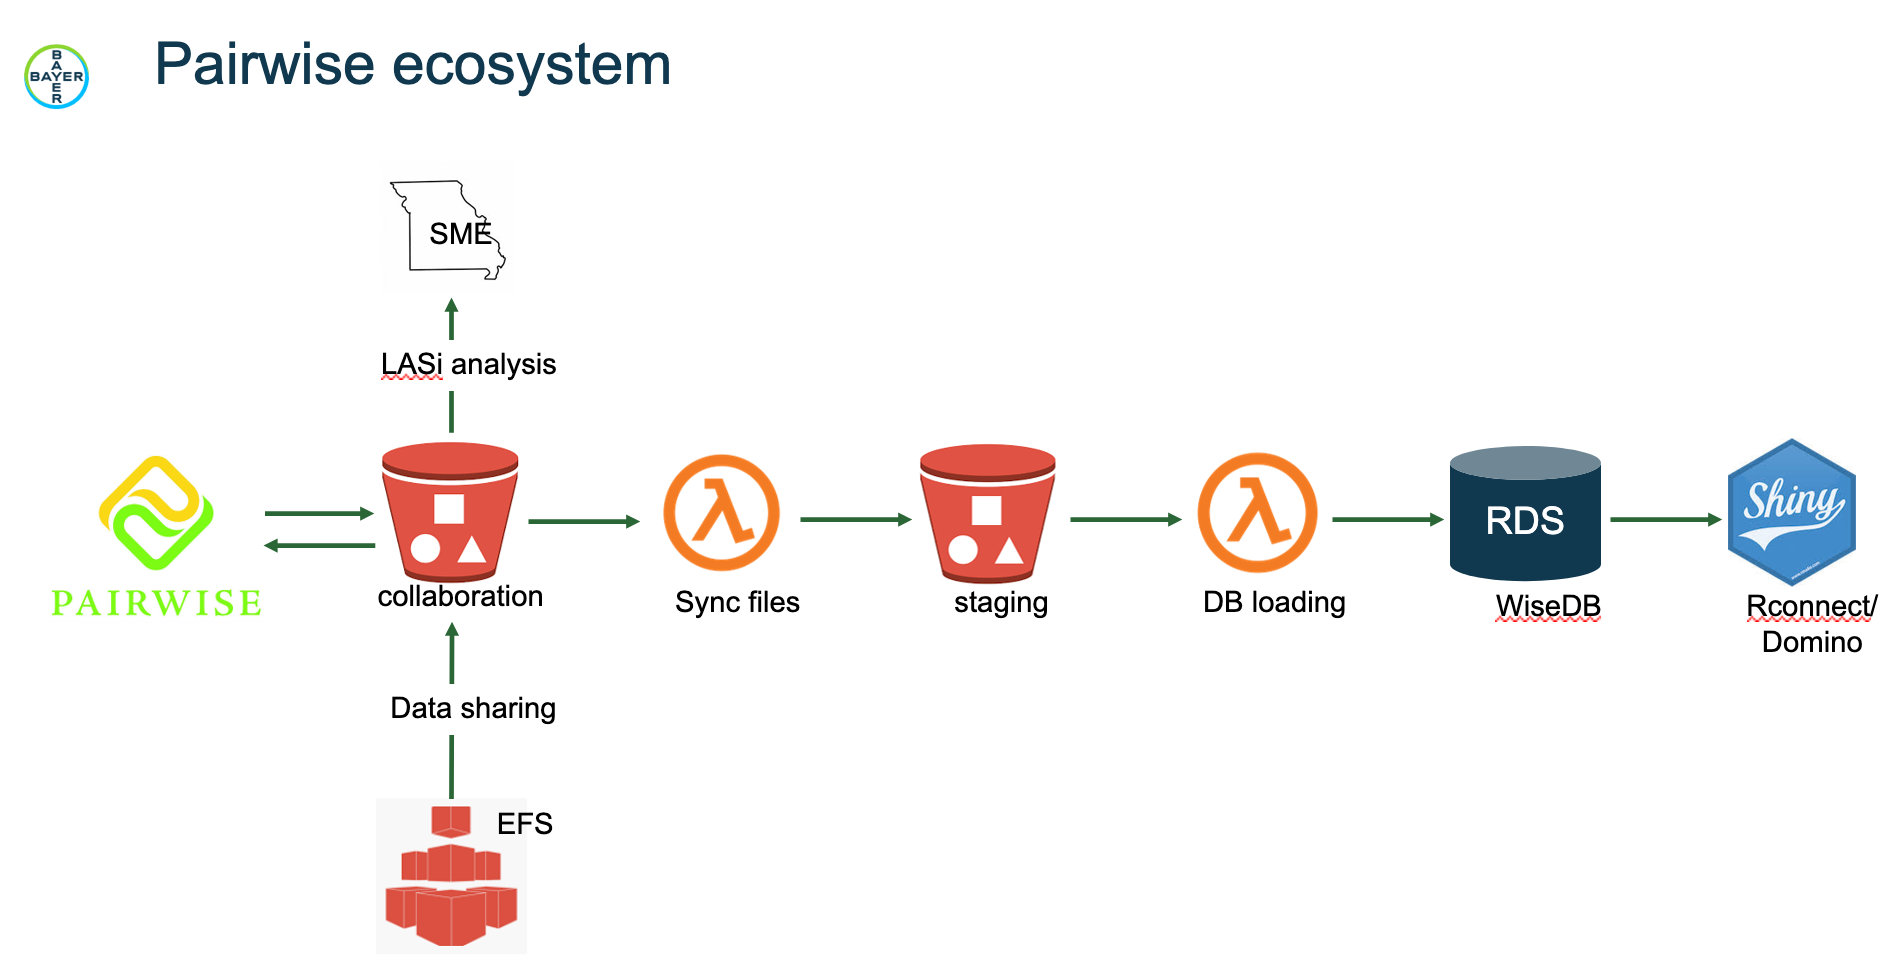 BAYER
BAYER
Pairwise ecosystem
SME
LASi analysis
PAIRWISE
collaboration
Sync files
staging
DB loading
RDS
WiseDB
Shiny
Rconnect/
Domino
Data sharing
EFS